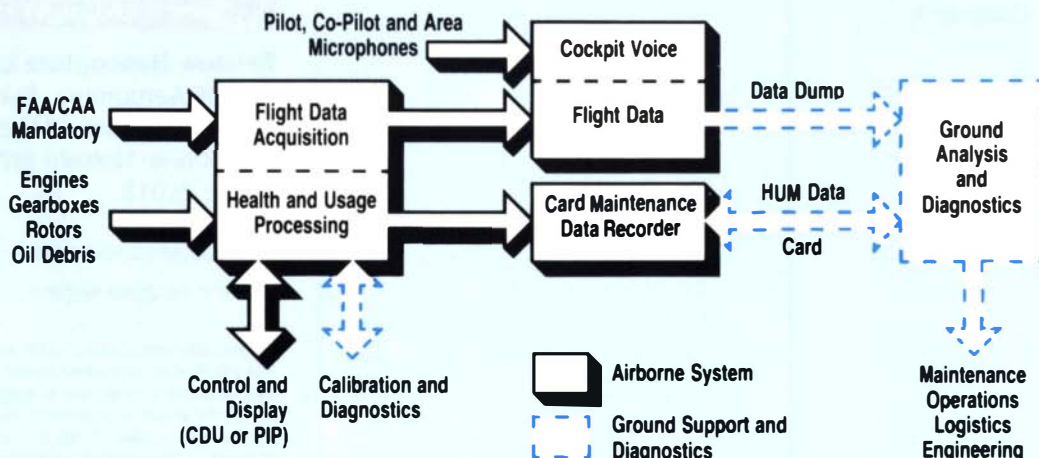 Pilot, Co-Pilot and Area
Microphones
Cockpit Voice
Flight Data
FAA/CAA
Mandatory
Flight Data
Acquisition
Data Dump
Ground
Analysis
and
Diagnostics
Engines
Gearboxes
Rotors
Oil Debris
Health and Usage
Processing
Card Maintenance
Data Recorder
HUM Data
Card
Control and
Display
(CDU or PIP)
Calibration and
Diagnostics
Airborne System
Ground Support and
Diagnostics
Maintenance
Operations
Logistics
Engineering